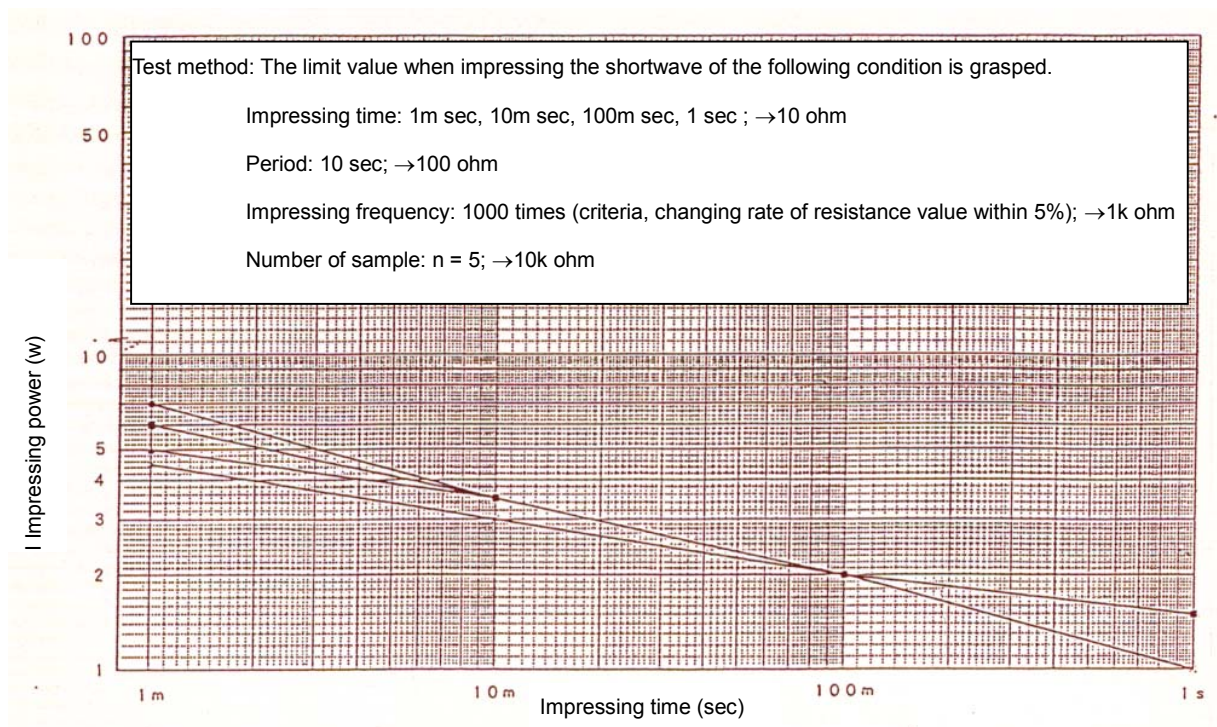 100
Test method: The limit value when impressing the shortwave of the following condition is grasped.
Impressing time: 1m sec, 10m sec, 100m sec, 1 sec ; →10 ohm
50
Period: 10 sec; →100 ohm
Impressing frequency: 1000 times (criteria, changing rate of resistance value within 5%); →1k ohm
Number of sample: n = 5; →10k ohm
I Impressing power (w)
10
5
4
3
2
1
1m
10m
100m
1s
Impressing time (sec)